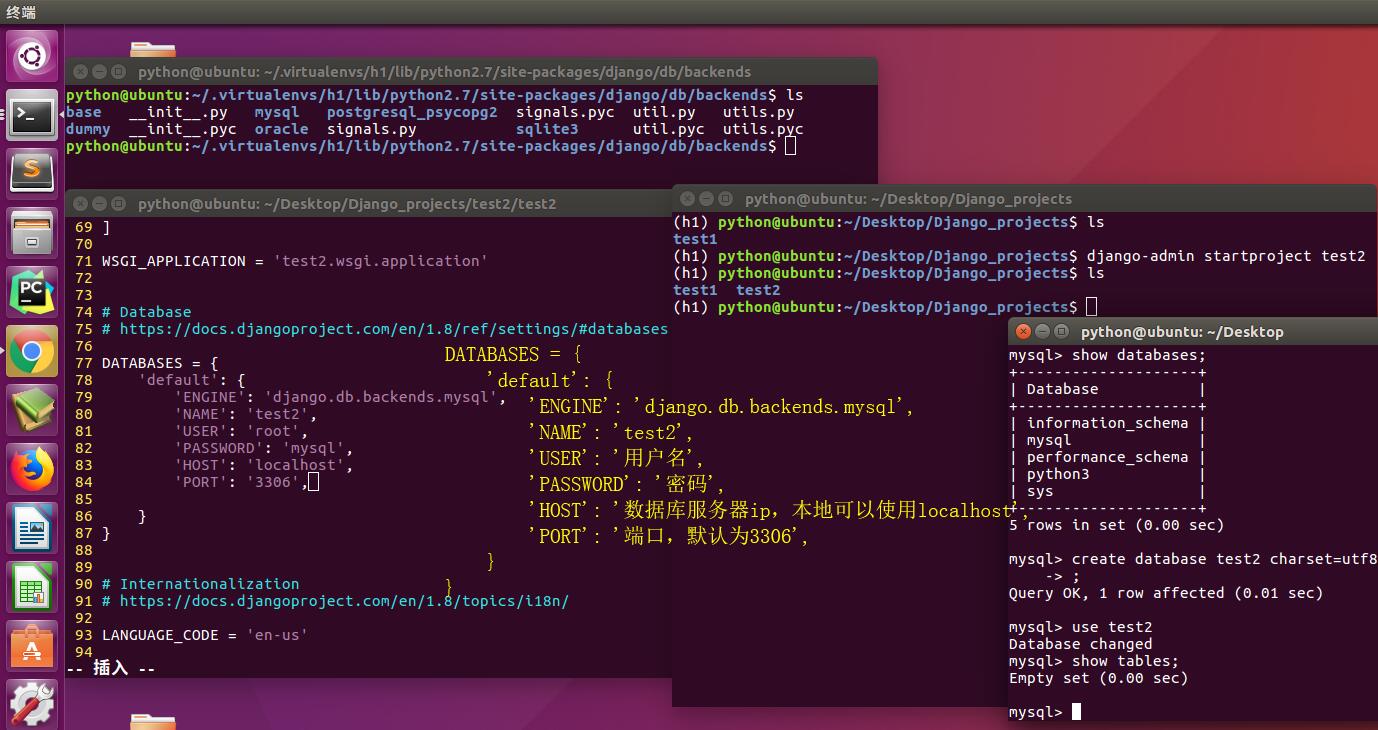 终端
python@ubuntu: ~/.virtualenvs/h1/lib/python2.7/site-packages/django/db/backends
python@ubuntu:~/.virtualenvs/h1/lib/python2.7/site-packages/django/db/backends$ ls
base __init__.py mysql postgresql_psycopg2 signals.pyc util.py utils.py
dummy __init__.pyc oracle signals.py sqlite3 util.pyc utils.pyc
python@ubuntu:~/.virtualenvs/h1/lib/python2.7/site-packages/django/db/backends$
python@ubuntu: ~/Desktop/Django_projects/test2/test2
69 ]
70
71 WSGI_APPLICATION = 'test2.wsgi.application'
72
73
74 # Database
75 # https://docs.djangoproject.com/en/1.8/ref/settings/#databases
76
77 DATABASES = {
78     'default': {
79         'ENGINE': 'django.db.backends.mysql',
80         'NAME': 'test2',
81         'USER': 'root',
82         'PASSWORD': 'mysql',
83         'HOST': 'localhost',
84         'PORT': '3306',
85
86     }
87 }
88
89
90 # Internationalization
91 # https://docs.djangoproject.com/en/1.8/topics/i18n/
92
93 LANGUAGE_CODE = 'en-us'
94
-- 插入 --
DATABASES = {
    'default': {
        'ENGINE': 'django.db.backends.mysql',
        'NAME': 'test2',
        'USER': '用户名',
        'PASSWORD': '密码',
        'HOST': '数据库服务器ip，本地可以使用localhost',
        'PORT': '端口，默认为3306',
    }
}
python@ubuntu: ~/Desktop/Django_projects
(h1) python@ubuntu:~/Desktop/Django_projects$ ls
test1
(h1) python@ubuntu:~/Desktop/Django_projects$ django-admin startproject test2
(h1) python@ubuntu:~/Desktop/Django_projects$ ls
test1 test2
(h1) python@ubuntu:~/Desktop/Django_projects$
python@ubuntu: ~/Desktop
mysql> show databases;
+--------------------+
| Database           |
+--------------------+
| information_schema |
| mysql              |
| performance_schema |
| python3            |
| sys                |
+--------------------+
5 rows in set (0.00 sec)
mysql> create database test2 charset=utf8
    -> ;
Query OK, 1 row affected (0.01 sec)
mysql> use test2
Database changed
mysql> show tables;
Empty set (0.00 sec)
mysql>
S
PC
A